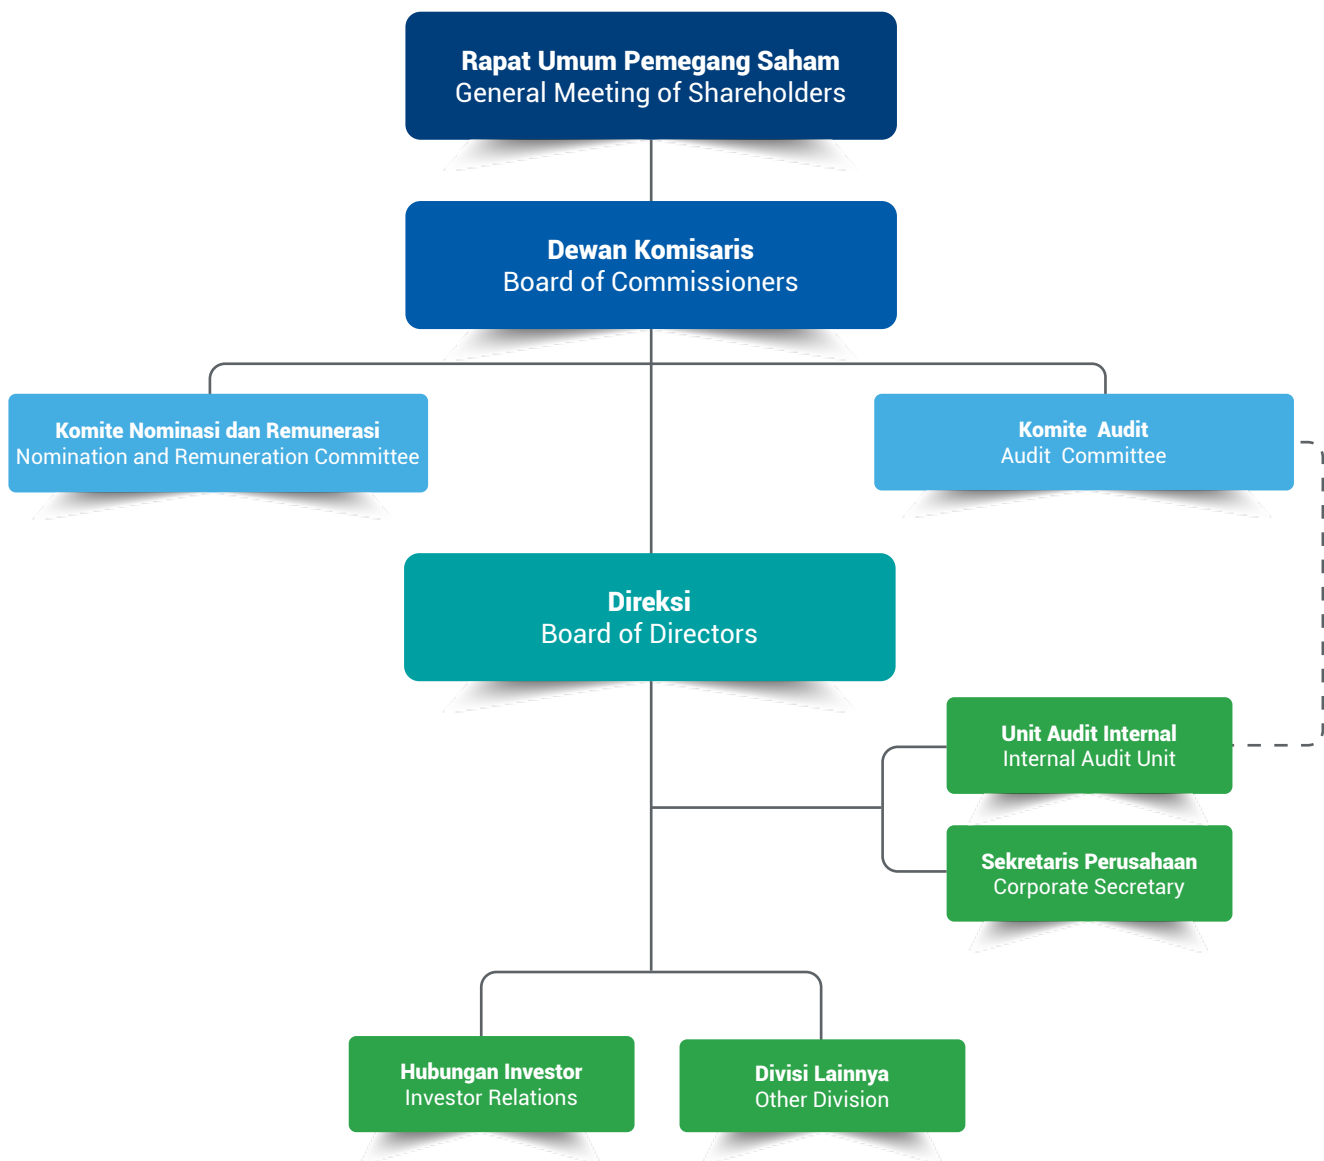 Rapat Umum Pemegang Saham
General Meeting of Shareholders
Dewan Komisaris
Board of Commissioners
Komite Nominasi dan Remunerasi
Nomination and Remuneration Committee
Komite Audit
Audit Committee
Direksi
Board of Directors
Unit Audit Internal
Internal Audit Unit
Sekretaris Perusahaan
Corporate Secretary
Hubungan Investor
Investor Relations
Divisi Lainnya
Other Division